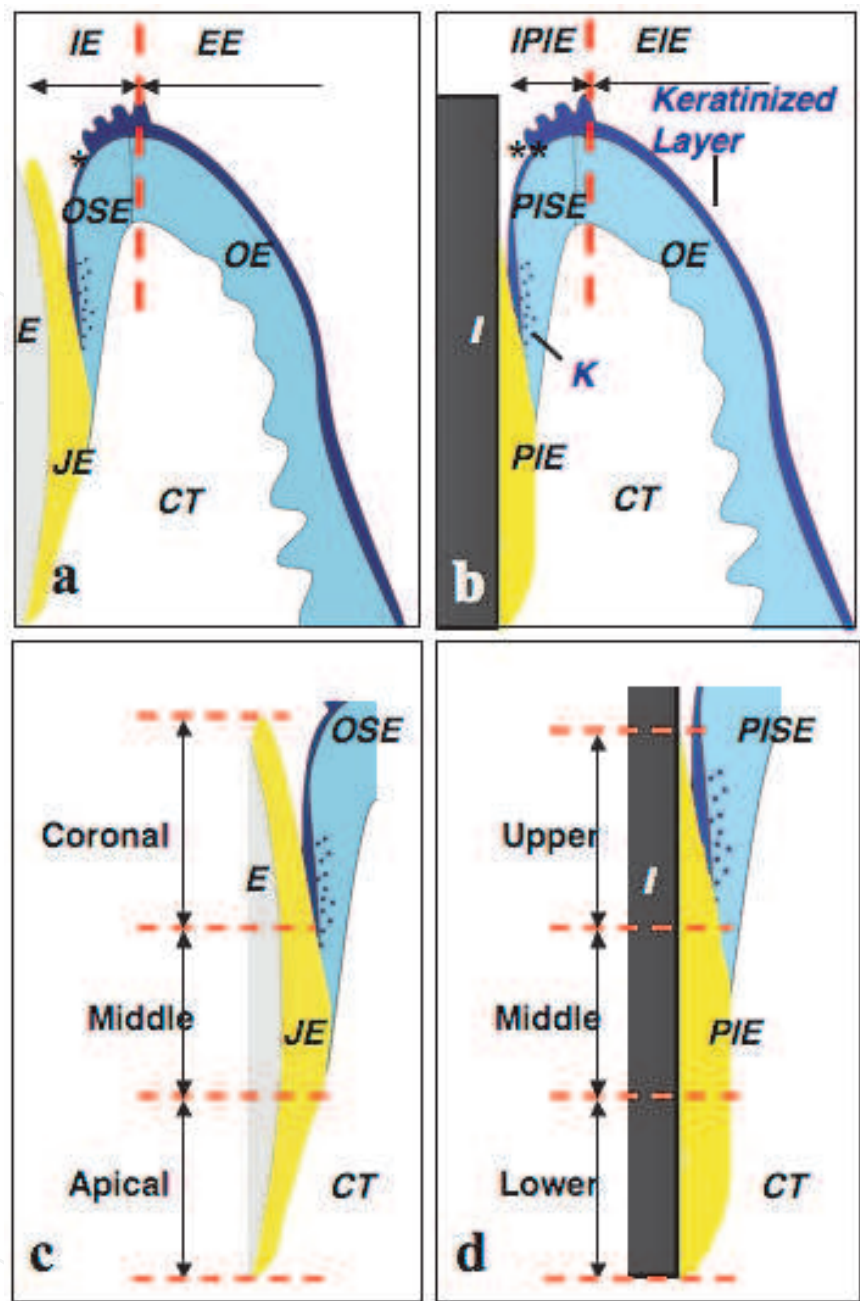 IE EE
*
OSE
OE
E
JE
CT
a
IPIE EIE
Keratinized
Layer
**
PISE
OE
I
K
PIE
CT
b
OSE
Coronal
E
Middle
JE
Apical
CT
c
PISE
Upper
I
Middle
PIE
Lower
CT
d